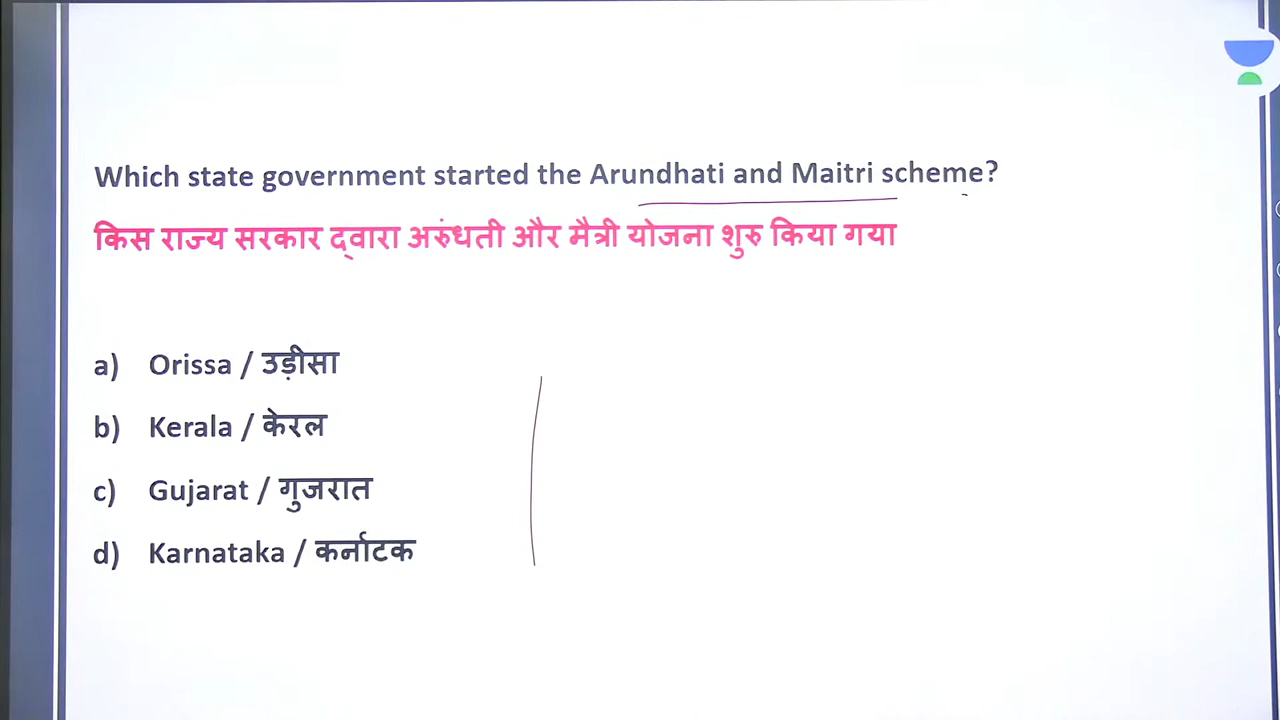 Which state government started the Arundhati and Maitri scheme?
किस राज्य सरकार द्वारा अरुंधती और मैत्री योजना शुरु किया गया
a) Orissa / उड़ीसा
b) Kerala / केरल
c) Gujarat / गुजरात
d) Karnataka / कर्नाटक